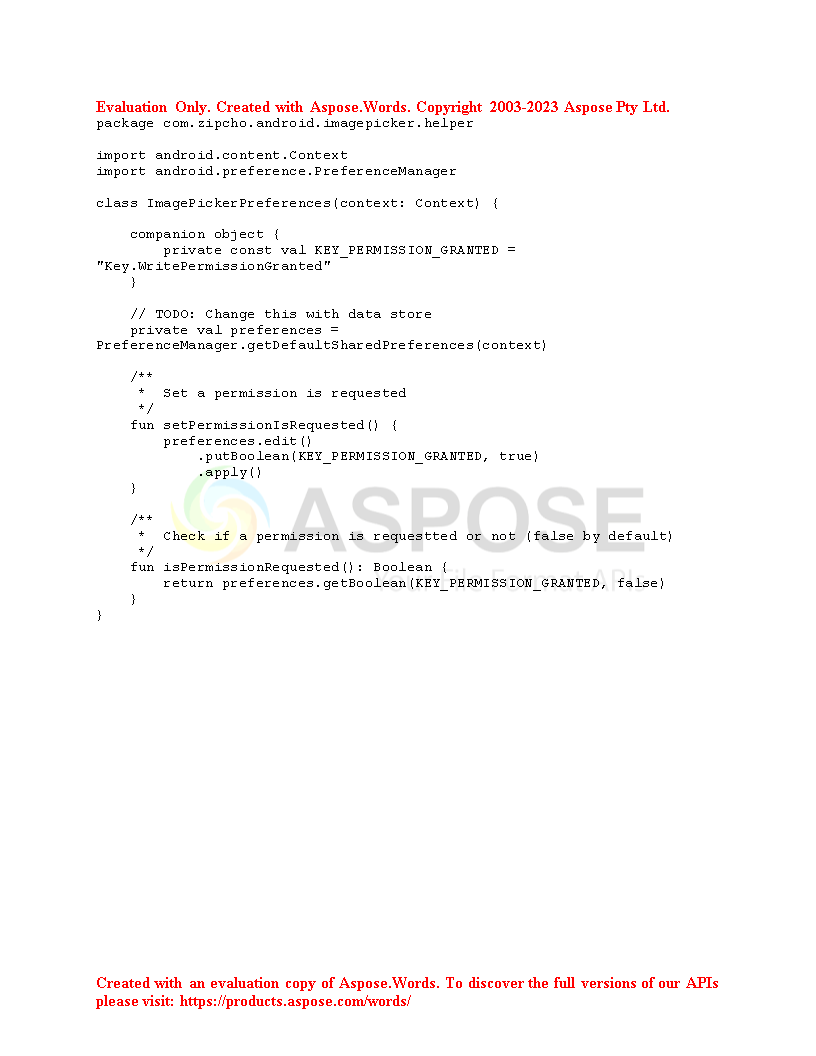 Evaluation Only. Created with Aspose.Words. Copyright 2003-2023 Aspose Pty Ltd.
package com.zipcho.android.imagepicker.helper

import android.content.Context
import android.preference.PreferenceManager

class ImagePickerPreferences(context: Context) {

    companion object {
        private const val KEY_PERMISSION_GRANTED =
"Key.WritePermissionGranted"
    }

    // TODO: Change this with data store
    private val preferences =
PreferenceManager.getDefaultSharedPreferences(context)

    /**
     *  Set a permission is requested
     */
    fun setPermissionIsRequested() {
        preferences.edit()
            .putBoolean(KEY_PERMISSION_GRANTED, true)
            .apply()
    }

ASPOSE
    /**
     *  Check if a permission is requestted or not (false by default)
     */
    fun isPermissionRequested(): Boolean {
        return preferences.getBoolean(KEY_PERMISSION_GRANTED, false)
Your File Format APIs
    }
}

Created with an evaluation copy of Aspose.Words. To discover the full versions of our APIs
please visit: https://products.aspose.com/words/